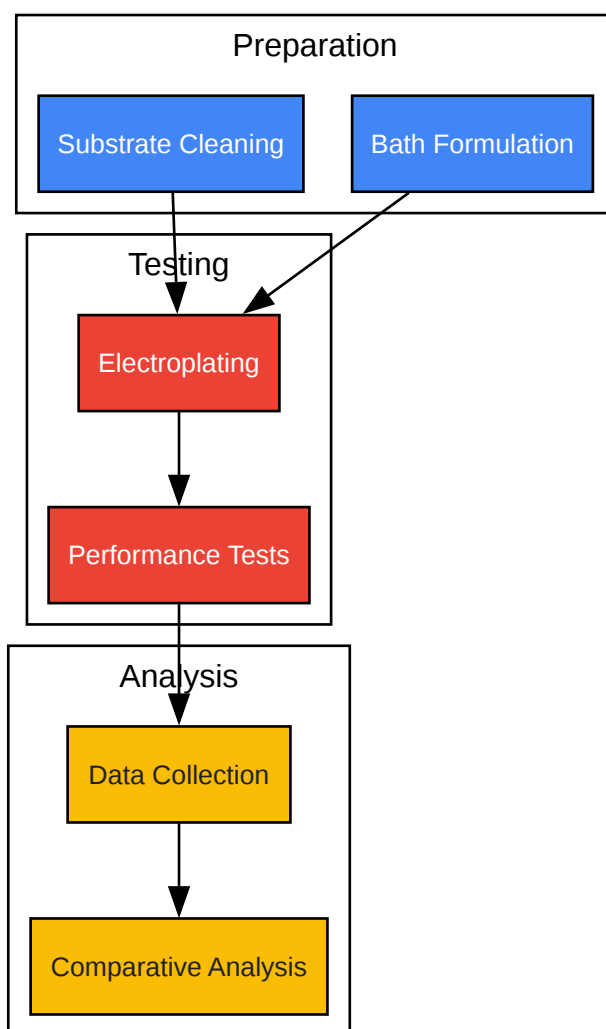 Preparation
Substrate Cleaning
Bath Formulation
Testing
Electroplating
Performance Tests
Analysis
Data Collection
Comparative Analysis